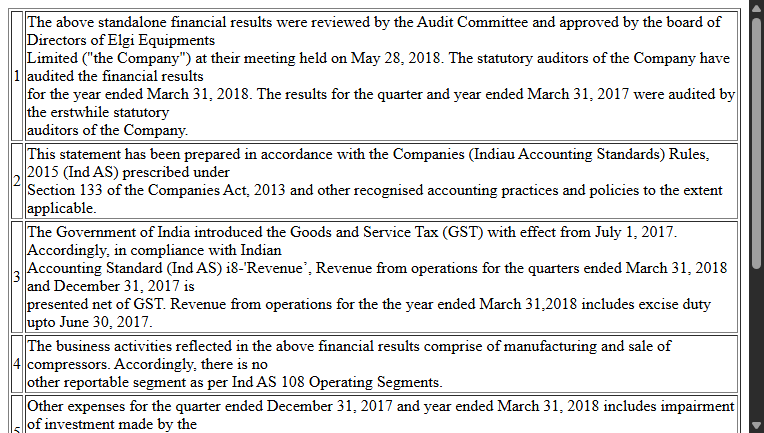 The above standalone financial results were reviewed by the Audit Committee and approved by the board of
Directors of Elgi Equipments
Limited ("the Company") at their meeting held on May 28, 2018. The statutory auditors of the Company have
1 audited the financial results
for the year ended March 31, 2018. The results for the quarter and year ended March 31, 2017 were audited by
the erstwhile statutory
auditors of the Company.
This statement has been prepared in accordance with the Companies (Indiau Accounting Standards) Rules,
2 2015 (Ind AS) prescribed under
Section 133 of the Companies Act, 2013 and other recognised accounting practices and policies to the extent
applicable.
The Government of India introduced the Goods and Service Tax (GST) with effect from July 1, 2017.
Accordingly, in compliance with Indian
3 Accounting Standard (Ind AS) i8-'Revenue’, Revenue from operations for the quarters ended March 31, 2018
and December 31, 2017 is
presented net of GST. Revenue from operations for the the year ended March 31,2018 includes excise duty
upto June 30, 2017.
The business activities reflected in the above financial results comprise of manufacturing and sale of
4 compressors. Accordingly, there is no
other reportable segment as per Ind AS 108 Operating Segments.
Other expenses for the quarter ended December 31, 2017 and year ended March 31, 2018 includes impairment
5 of investment made by the